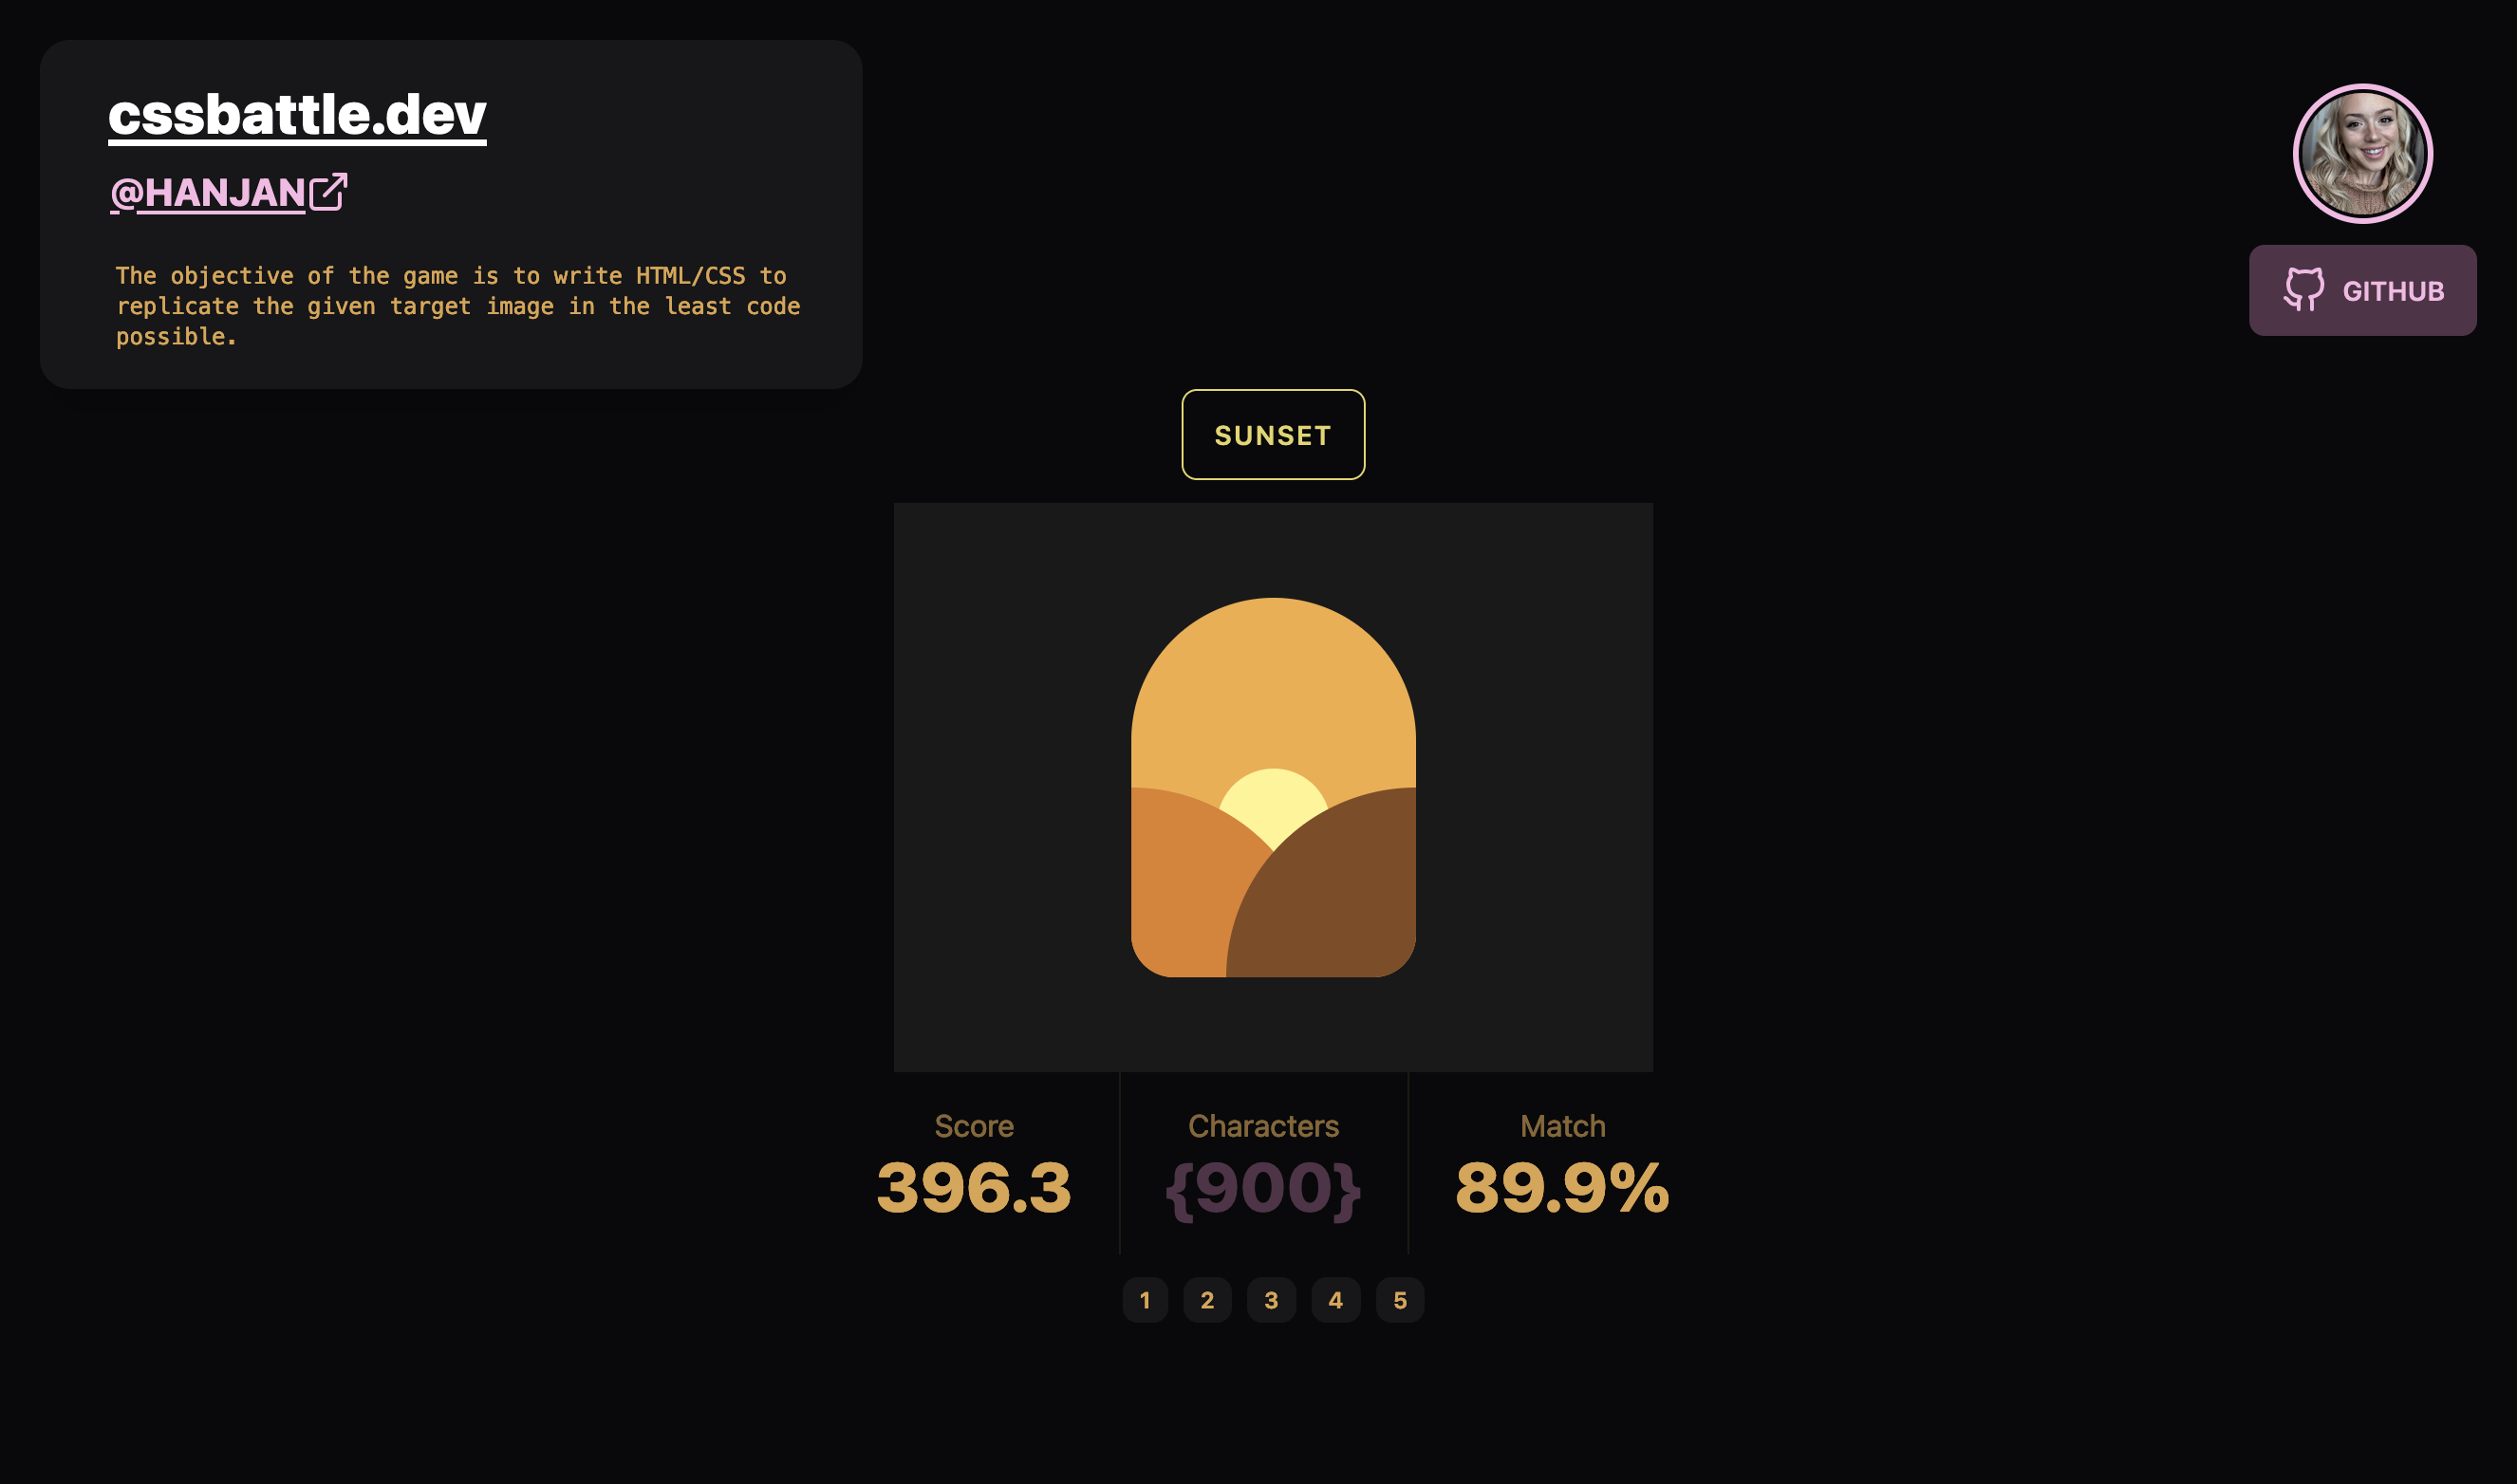 cssbattle.dev
@HANJAN
The objective of the game is to write HTML/CSS to
replicate the given target image in the least code
possible.
GITHUB
SUNSET
Score
396.3
Characters
{900}
Match
89.9%
1 2 3 4 5